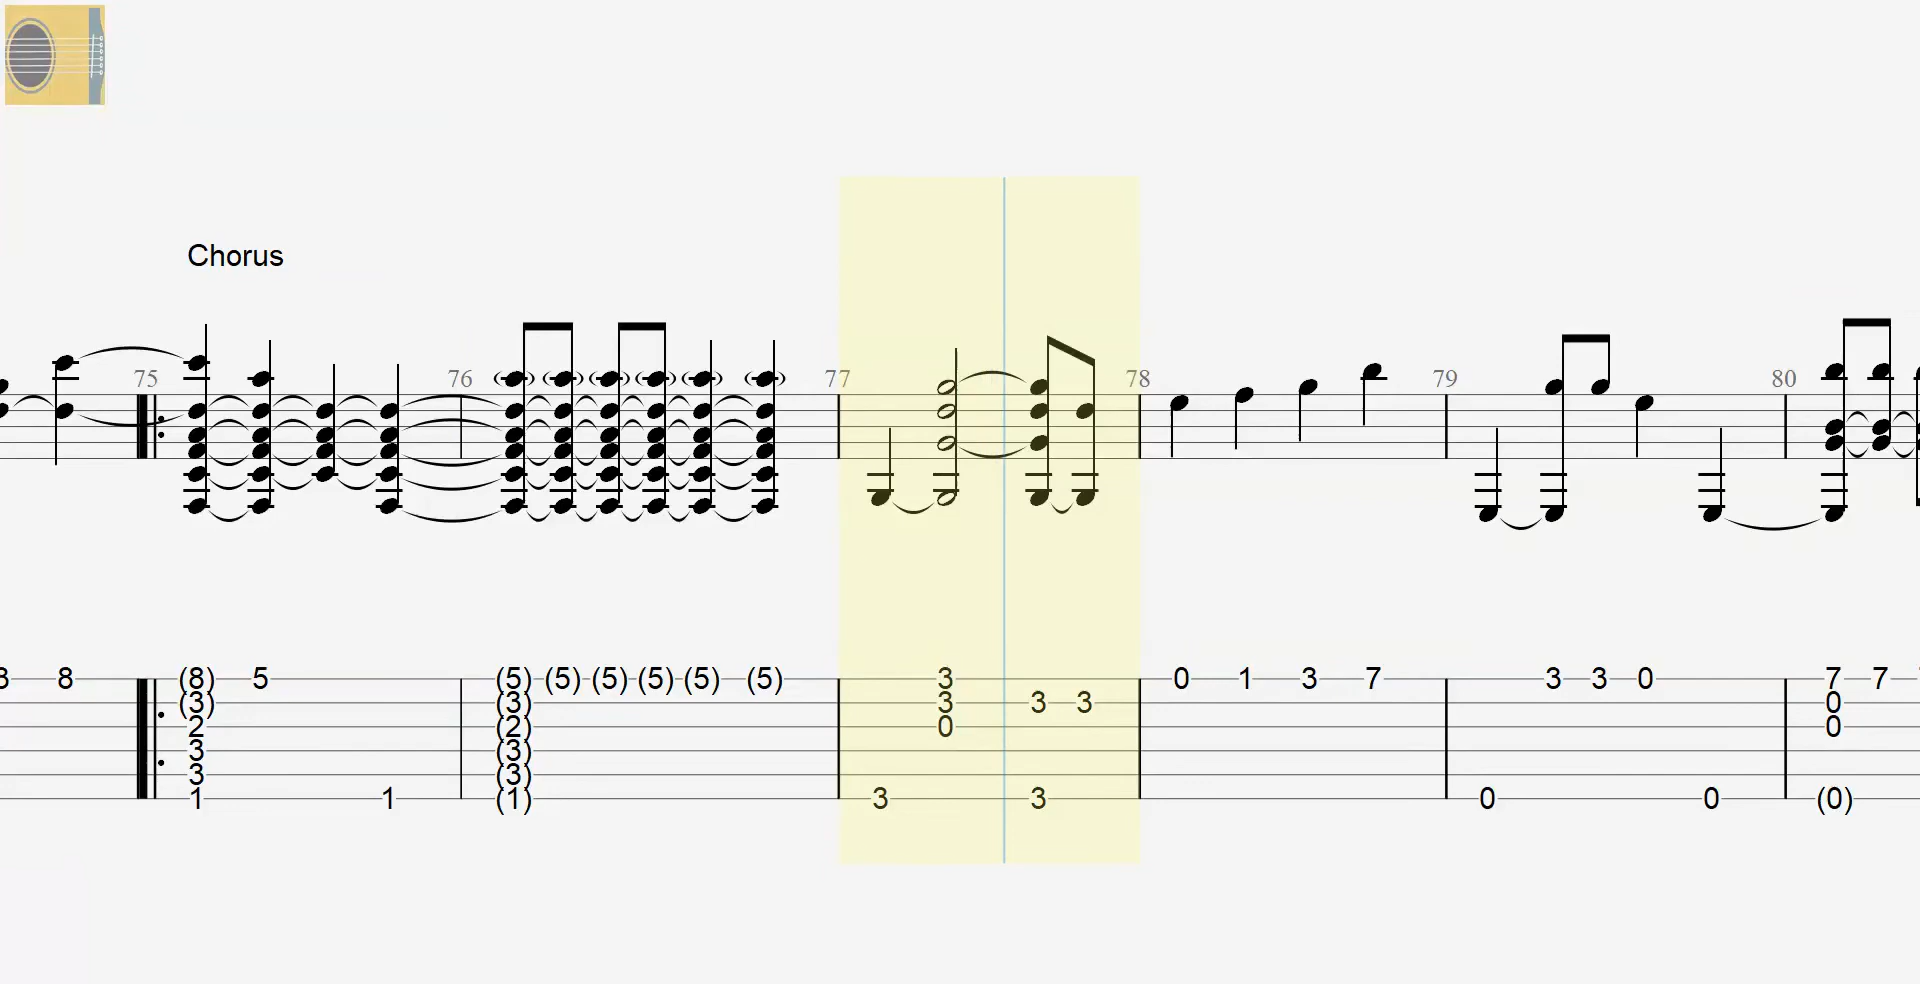 Chorus
75 76 77 78 79 80
8 8 (8) 5 (5) (5) (5) (5) (5) (5) 3 0 1 3 7 3 3 0 7 7
(3) (3) 3 3 3 0
2 (2) 0 0
3 (3)
3 (3)
1 1 (1) 3 3 0 0 (0)